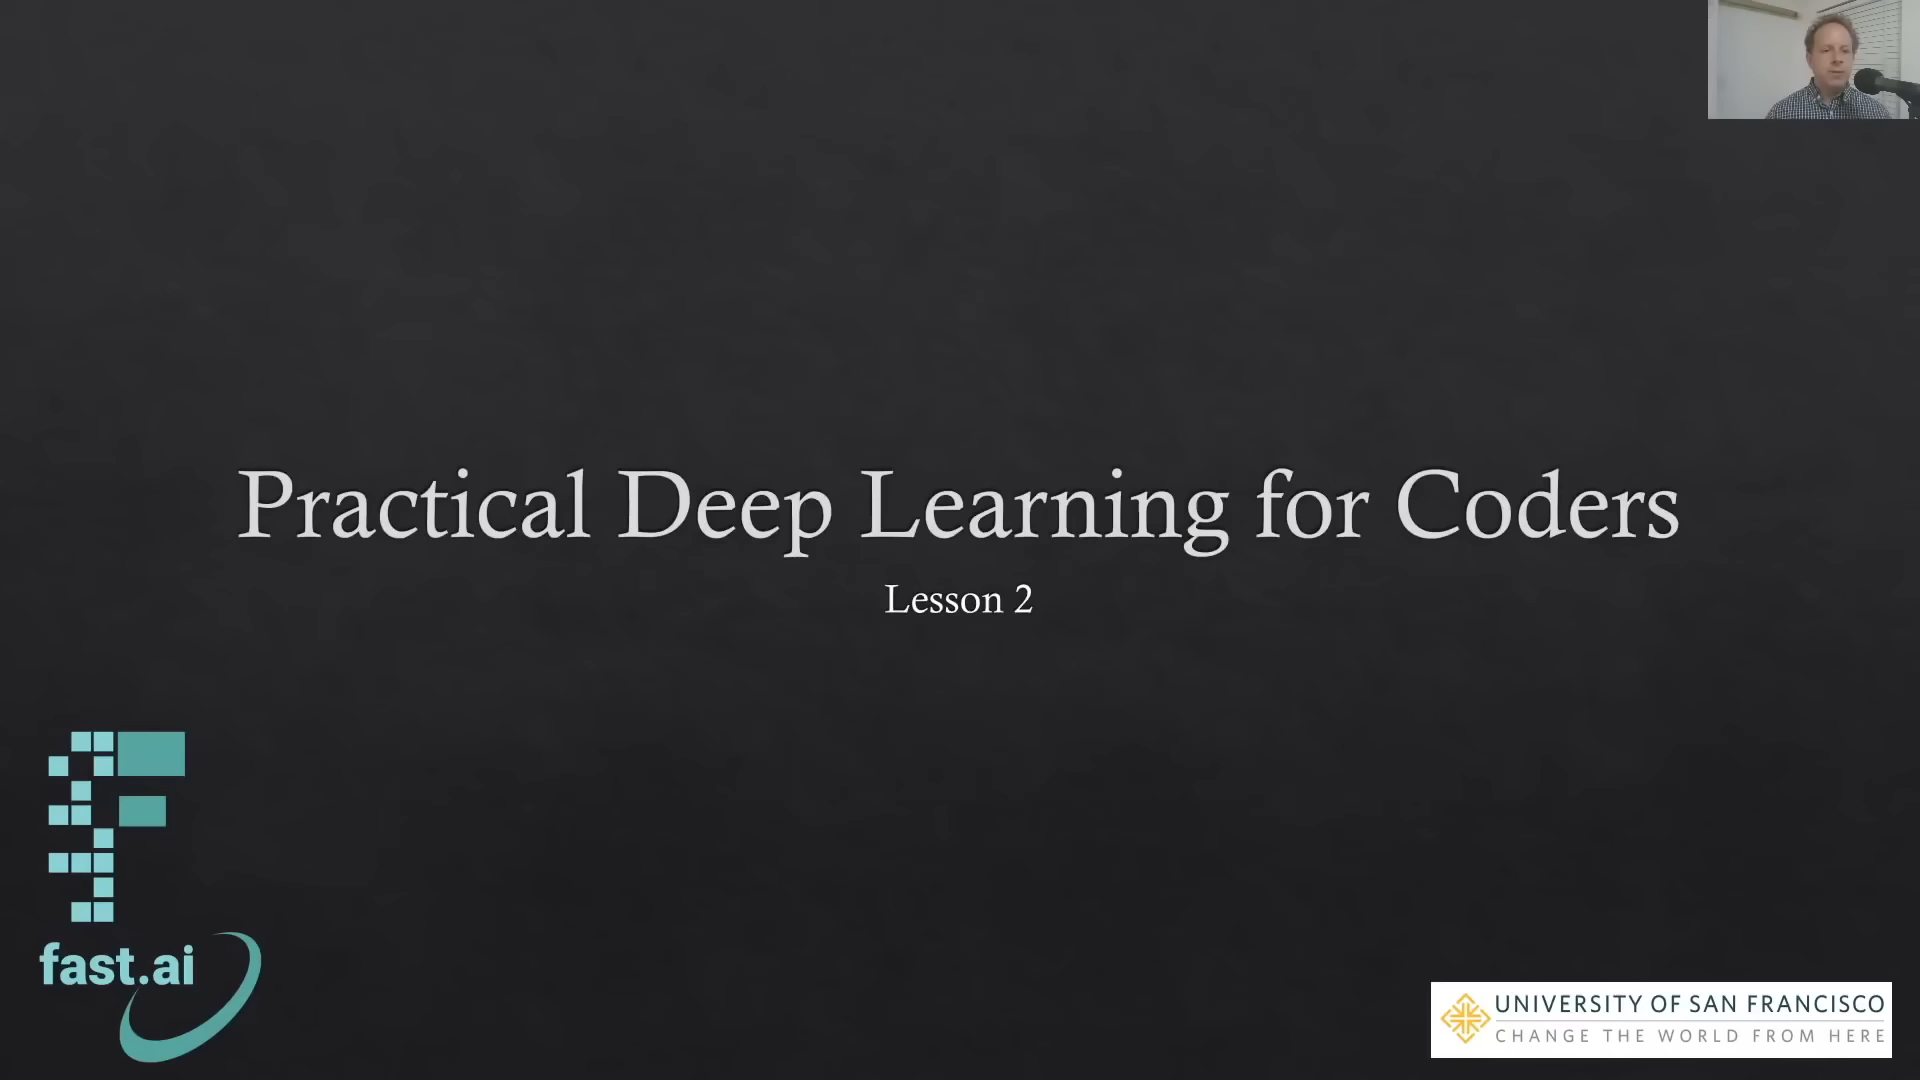 Practical Deep Learning for Coders
Lesson 2
fast.ai
UNIVERSITY OF SAN FRANCISCO
CHANGE THE WORLD FROM HERE